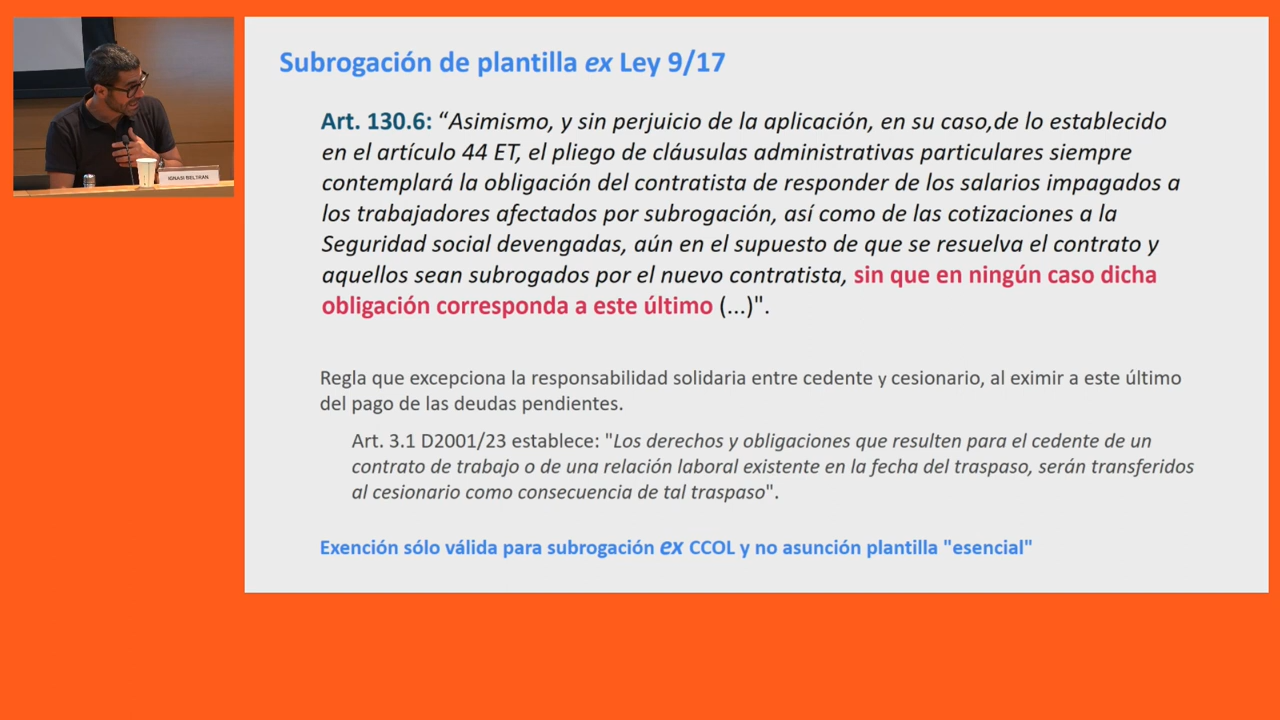 IGNASI BELTRAN
Subrogación de plantilla ex Ley 9/17
Art. 130.6: “Asimismo, y sin perjuicio de la aplicación, en su caso,de lo establecido
en el artículo 44 ET, el pliego de cláusulas administrativas particulares siempre
contemplará la obligación del contratista de responder de los salarios impagados a
los trabajadores afectados por subrogación, así como de las cotizaciones a la
Seguridad social devengadas, aún en el supuesto de que se resuelva el contrato y
aquellos sean subrogados por el nuevo contratista, sin que en ningún caso dicha
obligación corresponda a este último (...)".
Regla que excepciona la responsabilidad solidaria entre cedente y cesionario, al eximir a este último
del pago de las deudas pendientes.
Art. 3.1 D2001/23 establece: "Los derechos y obligaciones que resulten para el cedente de un
contrato de trabajo o de una relación laboral existente en la fecha del traspaso, serán transferidos
al cesionario como consecuencia de tal traspaso".
Exención sólo válida para subrogación ex CCOL y no asunción plantilla "esencial"